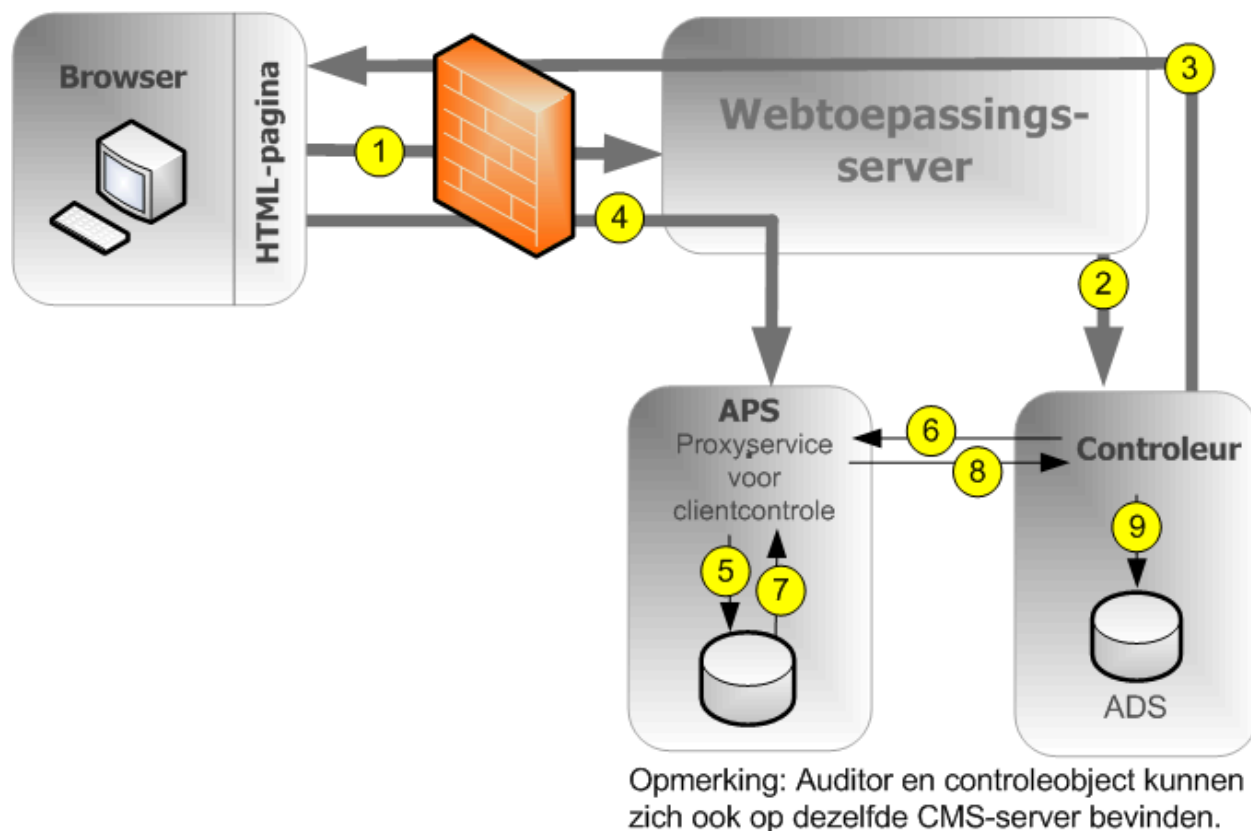 Browser
HTML-pagina
Webtoepassings-
server
3
1
4
2
APS
Proxyservice
voor
clientcontrole
6
8
Controleur
5
7
9
ADS
Opmerking: Auditor en controleobject kunnen
zich ook op dezelfde CMS-server bevinden.